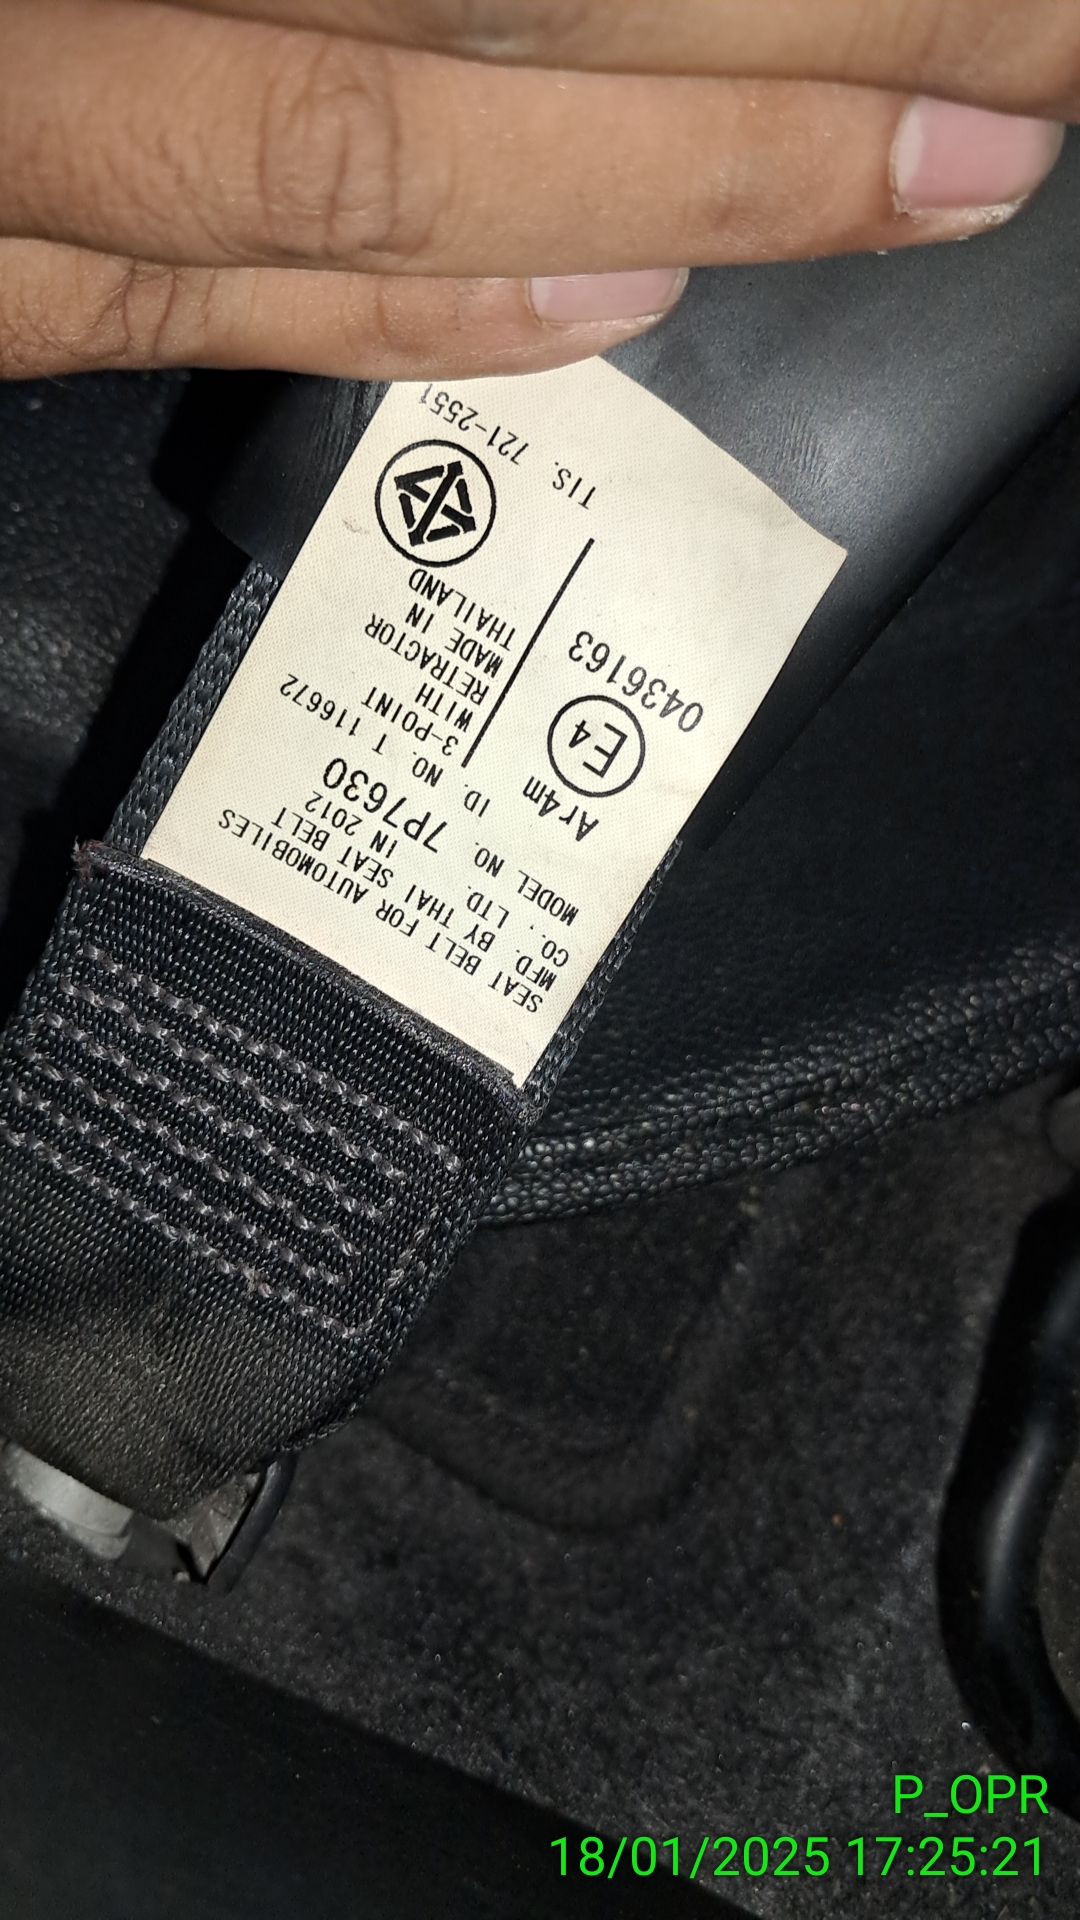 SEAT BELT FOR AUTOMOBILES
MFD. BY THAI SEAT BELT
CO., LTD. IN 2012
MODEL NO. 7P7630
ID. NO. T 116672
Ar4m
E4
0436163
3-POINT
WITH
RETRACTOR
MADE IN
THAILAND
TIS. 721-2551
P_OPR
18/01/2025 17:25:21